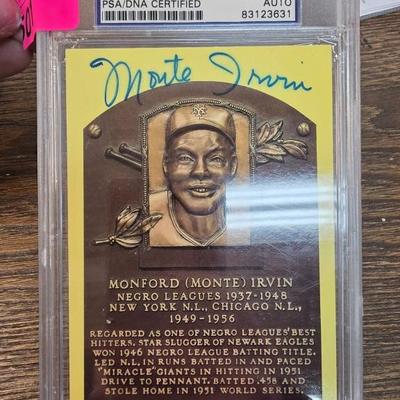 PSA/DNA CERTIFIED
AUTO
83123631
Monte Irvin
MONFORD (MONTE) IRVIN
NEGRO LEAGUES 1937-1948
NEW YORK N.L., CHICAGO N.L.,
1949-1956
REGARDED AS ONE OF NEGRO LEAGUES' BEST
HITTERS. STAR SLUGGER OF NEWARK EAGLES
WON 1946 NEGRO LEAGUE BATTING TITLE.
LED N.L. IN RUNS BATTED IN AND PACED
"MIRACLE" GIANTS IN HITTING IN 1951
DRIVE TO PENNANT. BATTED .458 AND
STOLE HOME IN 1951 WORLD SERIES.